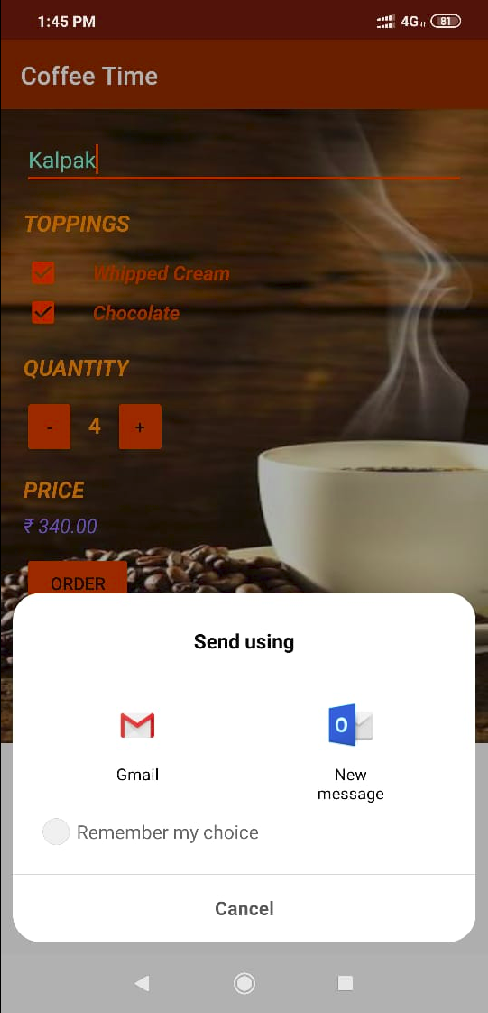 1:45 PM 4G 81
Coffee Time
Kalpak
TOPPINGS
Whipped Cream
Chocolate
QUANTITY
- 4 +
PRICE
₹ 340.00
ORDER
Send using
Gmail
New
message
Remember my choice
Cancel